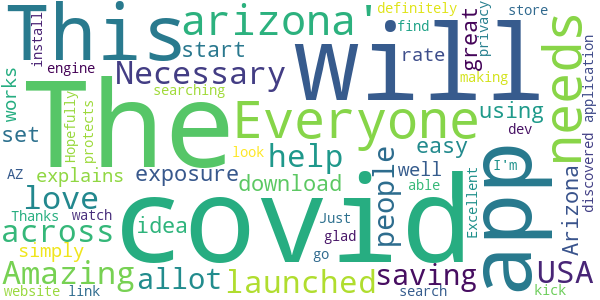 This
arizona'
Will
definitely
store
install
find
privacy
great
start
rate
engine
Necessary
making
needs
works
Hopefully
protects
searching
The
Everyone
using
application
set
look
help
easy
dev
discovered
AZ
explains
exposure
people
well
app
I'm
Arizona
download
able
Excellent
love
covid
Thanks
watch
idea
Just
across
glad
simply
go
Amazing
allot
launched
saving
USA
website
link
search
kick